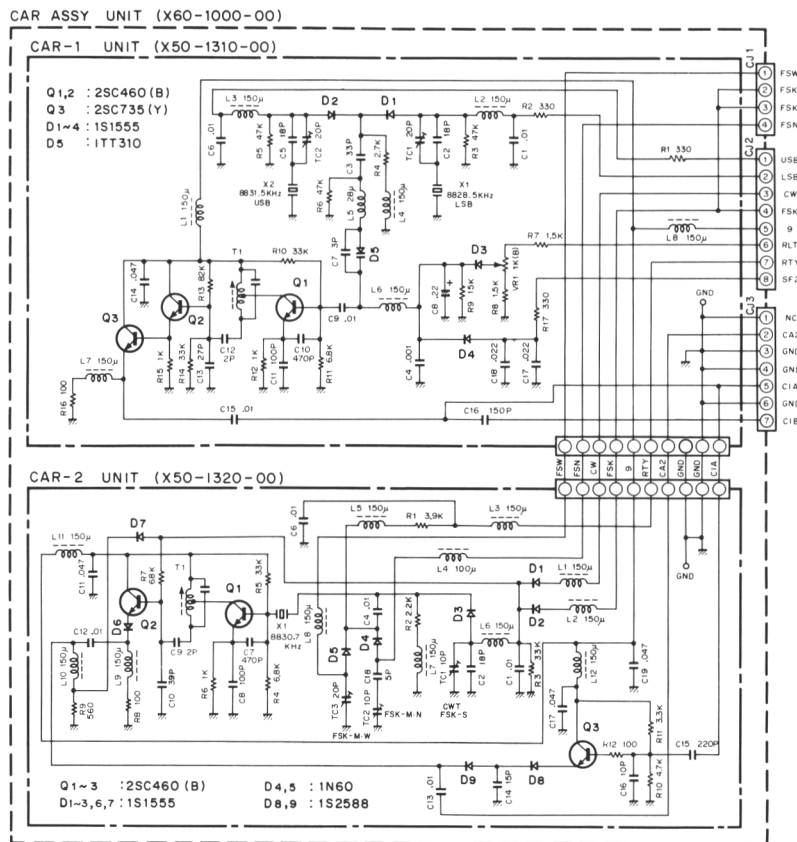 CAR ASSY UNIT (X60-1000-00)
CAR-1 UNIT (X50-1310-00)
Q1,2 : 2SC460 (B)
Q3 : 2SC735 (Y)
D1~4 : 1S1555
D5 : ITT310
L3 150μ
D2
D1
L2 150μ
R2 330
C6 .01
R5 47K
C5 18P
TC2 20P
C3 33P
R4 2.7K
TC1 20P
C2 18P
R3 47K
C1 .01
X2
8831.5KHz
USB
X1
8828.5KHz
LSB
R6 47K
L5 28μ
L4 150μ
L1 150μ
C7 3P
D5
R10 33K
T1
C14 .047
R13 82K
Q1
Q2
Q3
C9 .01
L6 150μ
C8 .22
+
R9 15K
D3
R8 1.5K
VR1 1K(B)
R7 1.5K
R17 330
D4
C4 .001
C18 .022
C17 .022
L7 150μ
R16 100
R15 1K
R14 33K
C13 27P
C12
2P
R12 1K
C11 100P
C10
470P
R11 6.8K
C15 .01
C16 150P
R1 330
L8 150μ
GND
CJ1
1 FSW
2 FSK
3 FSK
4 FSN
CJ2
1 USB
2 LSB
3 CW
4 FSK
5 9
6 RLT
7 RTY
8 SF2
CJ3
1 NC
2 CA2
3 GND
4 GND
5 CIA
6 GND
7 CIB
FSW
FSN
CW
FSK
9
RTY
CA2
GND
GND
CIA
CAR-2 UNIT (X50-1320-00)
D7
L11 150μ
C11 .047
R7 68K
T1
Q1
R5 33K
C6 .01
L5 150μ
R1 3.9K
L3 150μ
L4 100μ
D1
L1 150μ
D2
L2 150μ
GND
Q2
D6
C12 .01
C9 2P
C7
470P
X1
8830.7
KHz
L8 150μ
C4 .01
D4
D5
R2 2.2K
D3
L6 150μ
L7 150μ
TC1 10P
C2 18P
C1 .01
R3 33K
L12 150μ
C19 .047
L10 150μ
L9 150μ
R9
560
R8 100
C10 39P
R6 1K
C8 100P
R4 6.8K
TC3 20P
C18
5P
TC2 10P
FSK-M·W
FSK-M·N
CWT
FSK-S
C17 .047
Q3
R11 3.3K
R12 100
C15 220P
C16 10P
R10 4.7K
D9
D8
C13 .01
C14 15P
Q1~3 : 2SC460 (B)
D1~3,6,7 : 1S1555
D4,5 : 1N60
D8,9 : 1S2588